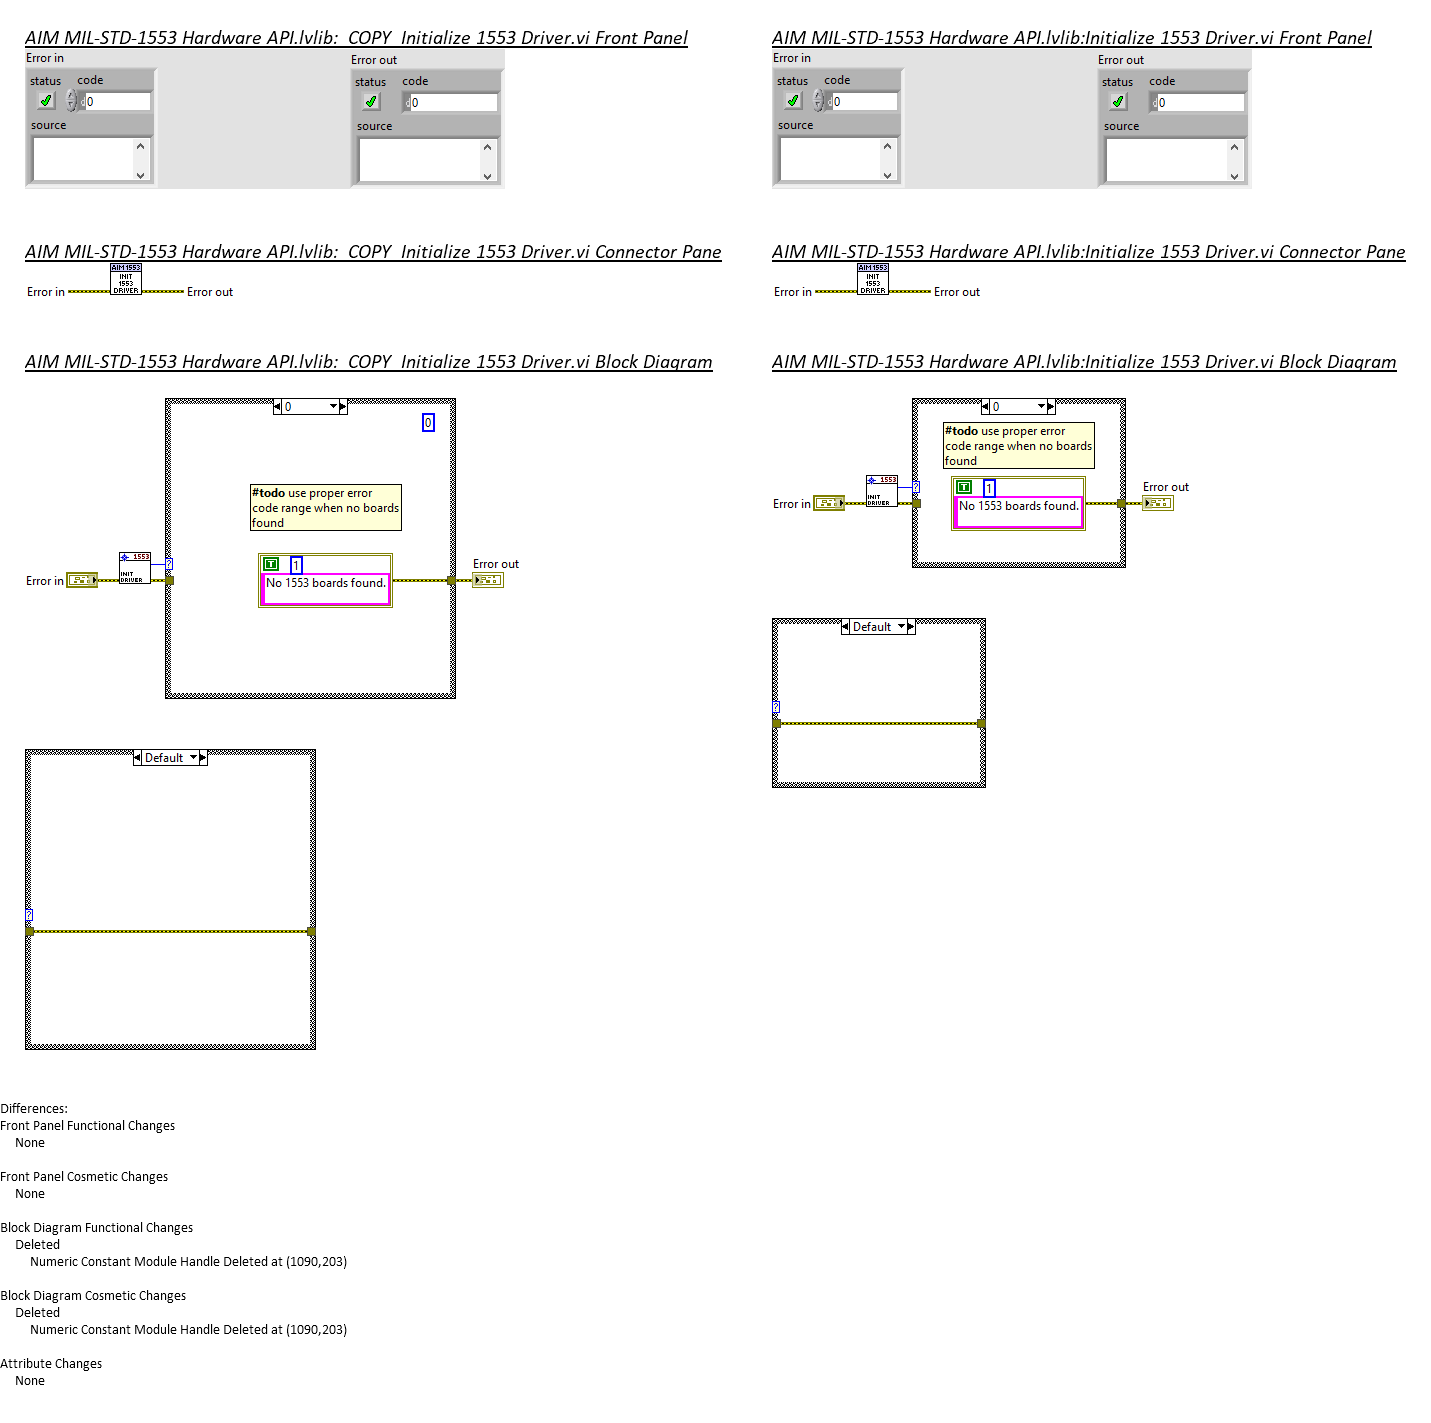 AIM MIL-STD-1553 Hardware API.lvlib:_COPY_Initialize 1553 Driver.vi Front Panel
Error in
Error out
status
code
status
code
0
0
source
source
AIM MIL-STD-1553 Hardware API.lvlib:Initialize 1553 Driver.vi Front Panel
Error in
Error out
status
code
status
code
0
0
source
source
AIM MIL-STD-1553 Hardware API.lvlib:_COPY_Initialize 1553 Driver.vi Connector Pane
AIM1553
INIT
1553
DRIVER
Error in
Error out
AIM MIL-STD-1553 Hardware API.lvlib:Initialize 1553 Driver.vi Connector Pane
AIM1553
INIT
1553
DRIVER
Error in
Error out
AIM MIL-STD-1553 Hardware API.lvlib:_COPY_Initialize 1553 Driver.vi Block Diagram
0
0
#todo use proper error
code range when no boards
found
T
1
No 1553 boards found.
1553
INIT
DRIVER
?
Error in
Error out
Default
?
AIM MIL-STD-1553 Hardware API.lvlib:Initialize 1553 Driver.vi Block Diagram
0
#todo use proper error
code range when no boards
found
T
1
No 1553 boards found.
1553
INIT
DRIVER
?
Error in
Error out
Default
?
Differences:
Front Panel Functional Changes
None
Front Panel Cosmetic Changes
None
Block Diagram Functional Changes
Deleted
Numeric Constant Module Handle Deleted at (1090,203)
Block Diagram Cosmetic Changes
Deleted
Numeric Constant Module Handle Deleted at (1090,203)
Attribute Changes
None